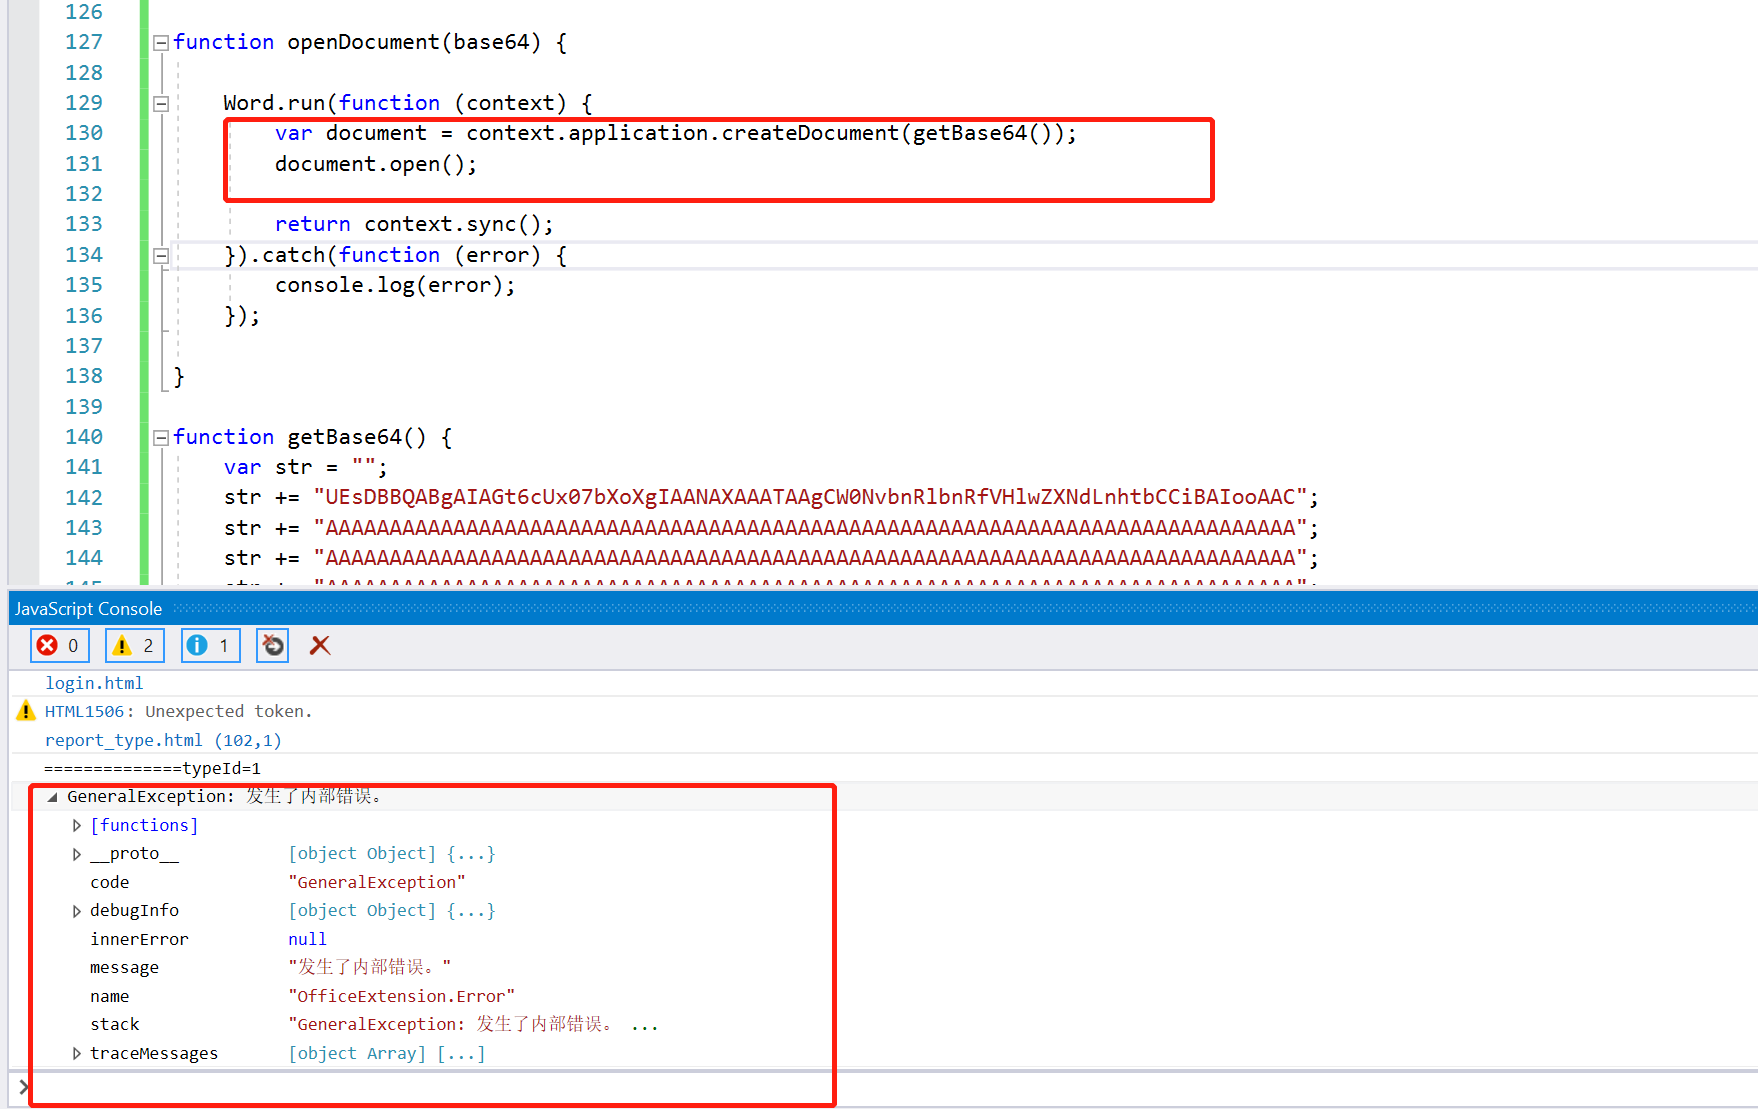 126
127 function openDocument(base64) {
128
129 Word.run(function (context) {
130 var document = context.application.createDocument(getBase64());
131 document.open();
132
133 return context.sync();
134 }).catch(function (error) {
135 console.log(error);
136 });
137
138 }
139
140 function getBase64() {
141 var str = "";
142 str += "UEsDBBQABgAIAGt6cUx07bXoXgIAANAXAAATAAgCW0NvbnRlbnRfVHlwZXNdLnhtbCCiBAIooAAC";
143 str += "AAAAAAAAAAAAAAAAAAAAAAAAAAAAAAAAAAAAAAAAAAAAAAAAAAAAAAAAAAAAAAAAAAAAAAAAAAAA";
144 str += "AAAAAAAAAAAAAAAAAAAAAAAAAAAAAAAAAAAAAAAAAAAAAAAAAAAAAAAAAAAAAAAAAAAAAAAAAAAA";
JavaScript Console
0 2 1
login.html
HTML1506: Unexpected token.
report_type.html (102,1)
==============typeId=1
GeneralException: 发生了内部错误。
[functions]
__proto__ [object Object] {...}
code "GeneralException"
debugInfo [object Object] {...}
innerError null
message "发生了内部错误。"
name "OfficeExtension.Error"
stack "GeneralException: 发生了内部错误。 ...
traceMessages [object Array] [...]